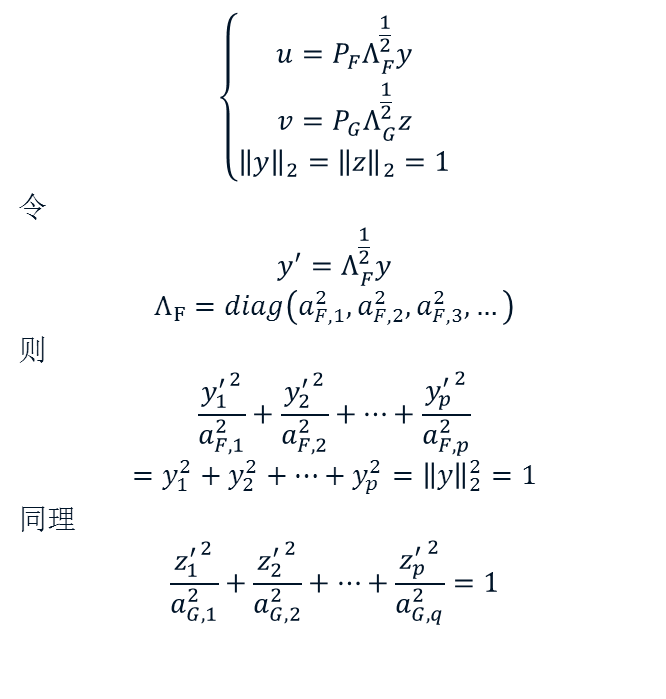 u = P_F Λ_F^{1/2} y
v = P_G Λ_G^{1/2} z
‖y‖₂ = ‖z‖₂ = 1
令
y′ = Λ_F^{1/2} y
Λ_F = diag(a_{F,1}^2, a_{F,2}^2, a_{F,3}^2, …)
则
y_1′^2/a_{F,1}^2 + y_2′^2/a_{F,2}^2 + ⋯ + y_p′^2/a_{F,p}^2
= y_1^2 + y_2^2 + ⋯ + y_p^2 = ‖y‖_2^2 = 1
同理
z_1′^2/a_{G,1}^2 + z_2′^2/a_{G,2}^2 + ⋯ + z_p′^2/a_{G,q}^2 = 1